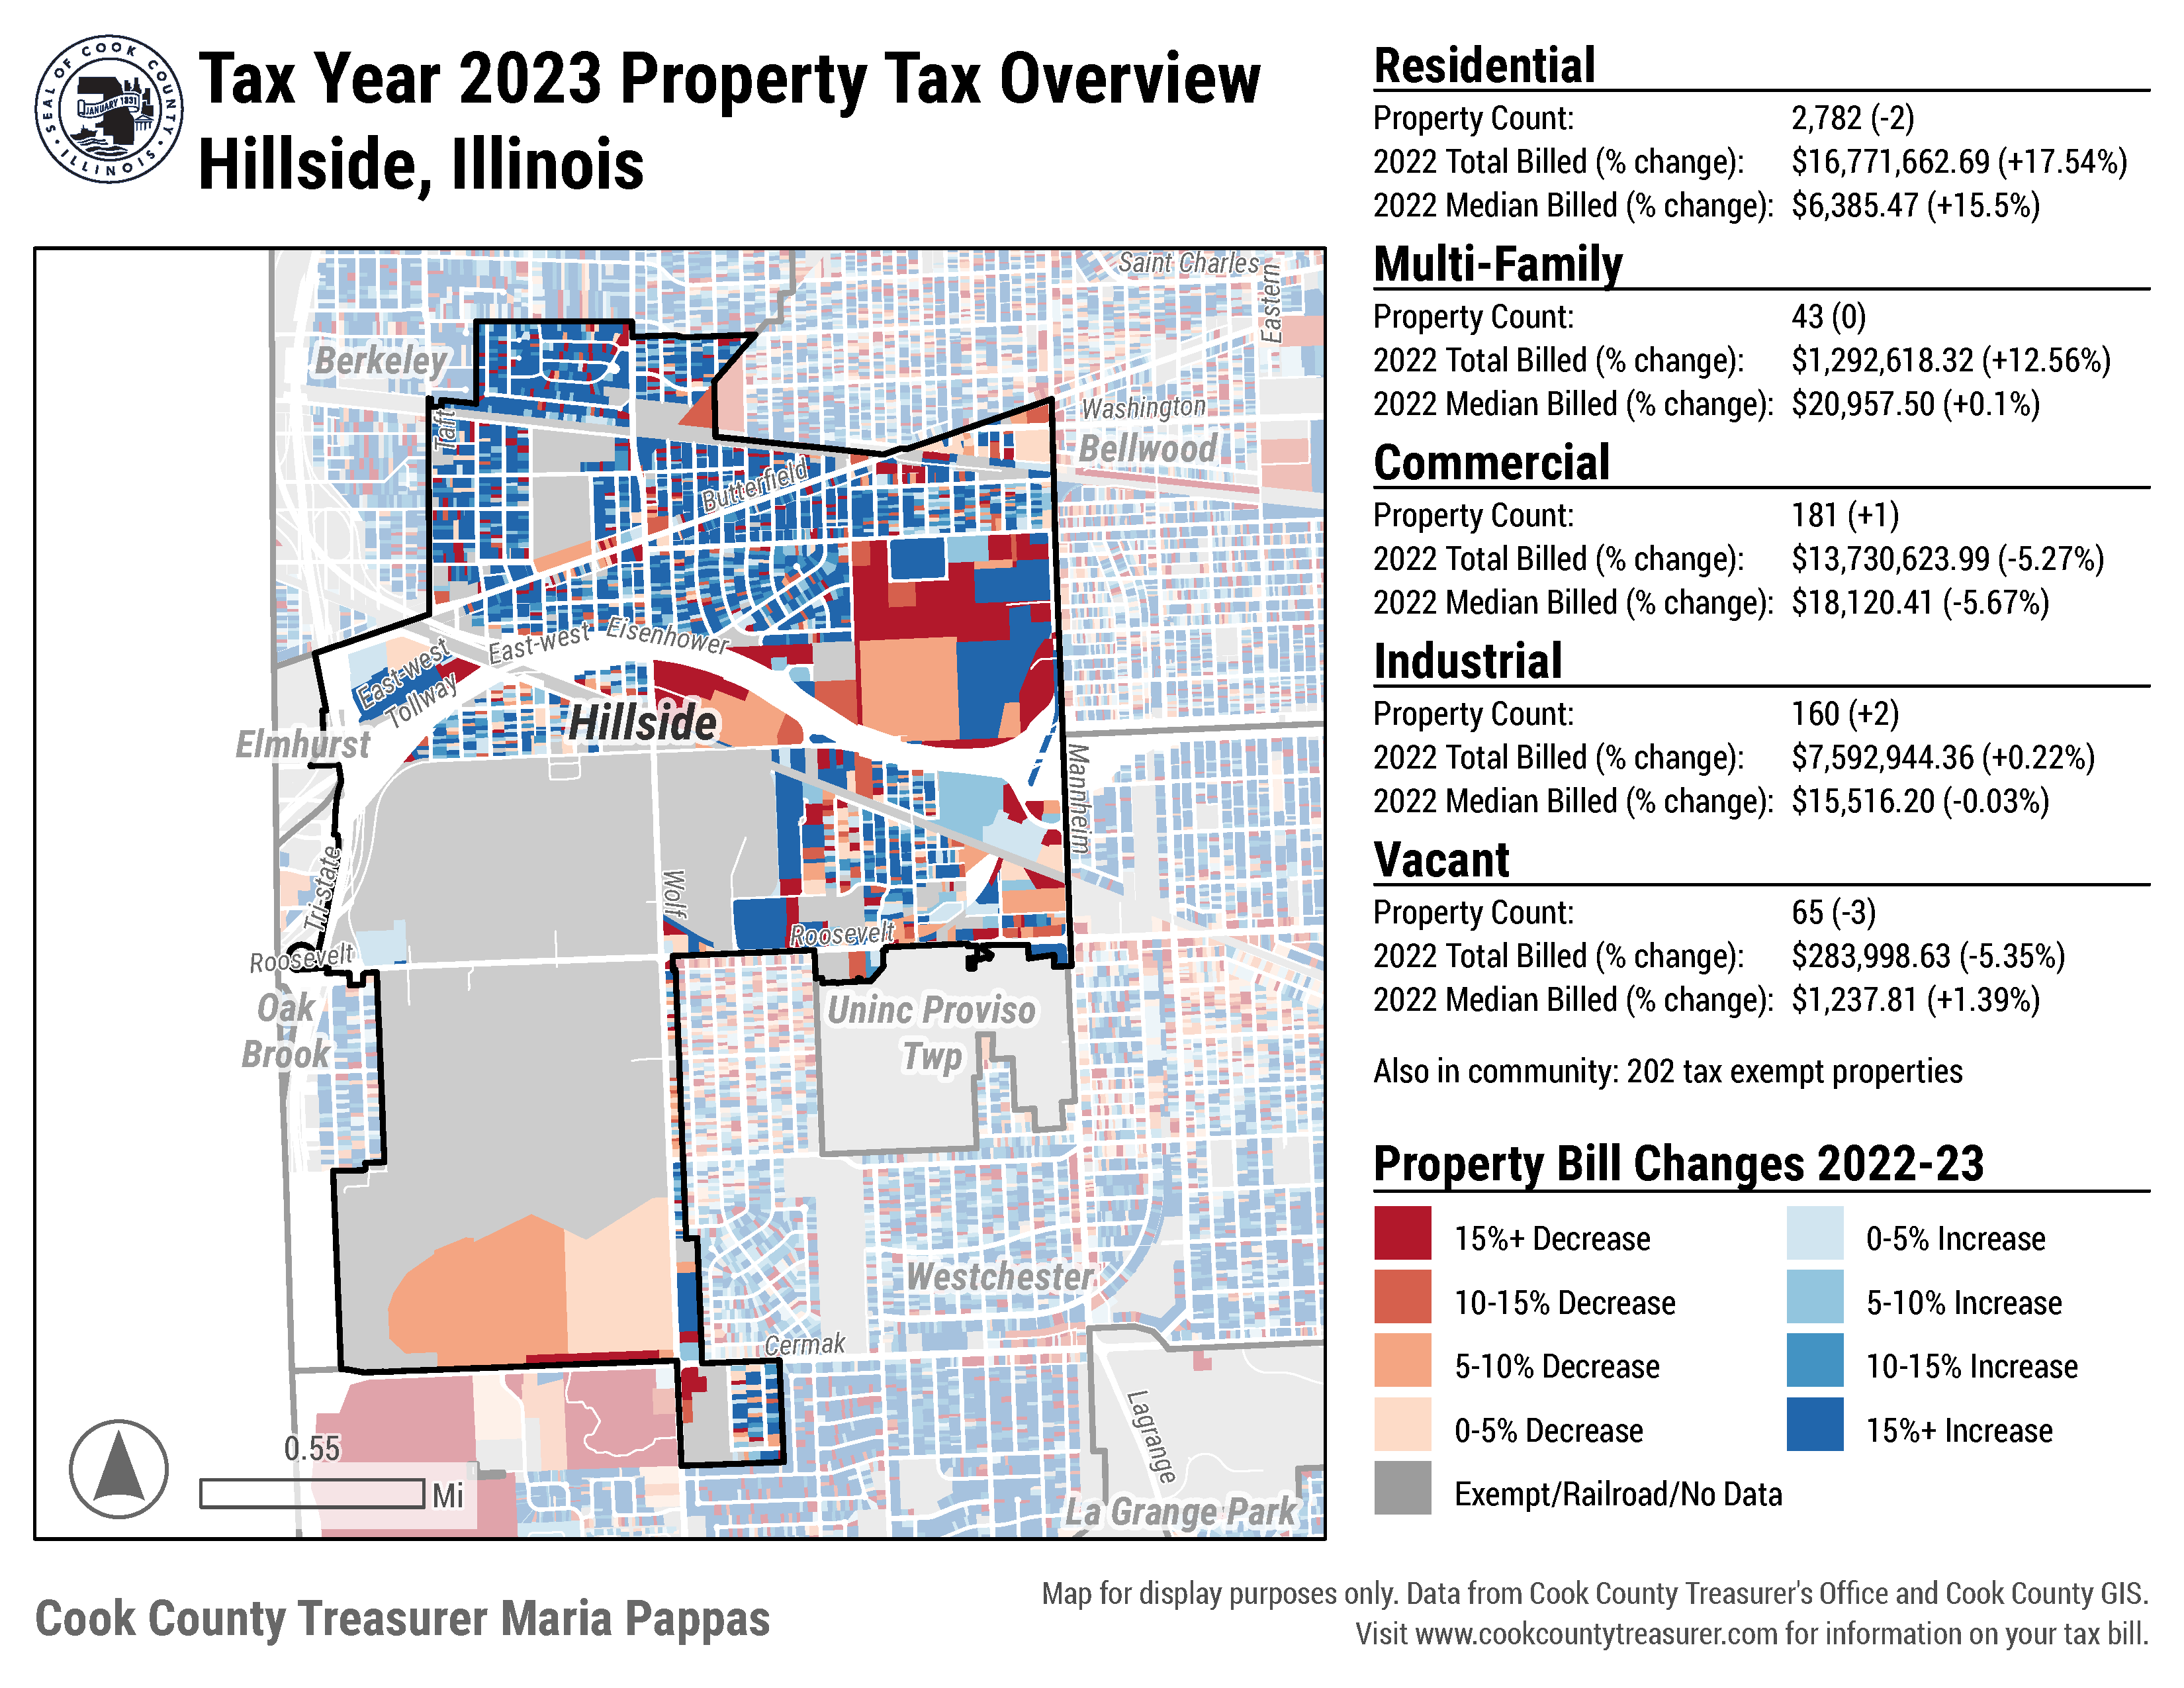 SEAL OF COOK COUNTY
ILLINOIS
JANUARY 1831
Tax Year 2023 Property Tax Overview
Hillside, Illinois
Saint Charles
Eastern
Berkeley
Taft
Washington
Bellwood
Butterfield
East-west
Eisenhower
East-west
Tollway
Hillside
Elmhurst
Mannheim
Tri-state
Wolf
Roosevelt
Roosevelt
Oak
Brook
Uninc Proviso
Twp
Westchester
Cermak
Lagrange
La Grange Park
0.55
Mi
Residential
Property Count: 2,782 (-2)
2022 Total Billed (% change): $16,771,662.69 (+17.54%)
2022 Median Billed (% change): $6,385.47 (+15.5%)
Multi-Family
Property Count: 43 (0)
2022 Total Billed (% change): $1,292,618.32 (+12.56%)
2022 Median Billed (% change): $20,957.50 (+0.1%)
Commercial
Property Count: 181 (+1)
2022 Total Billed (% change): $13,730,623.99 (-5.27%)
2022 Median Billed (% change): $18,120.41 (-5.67%)
Industrial
Property Count: 160 (+2)
2022 Total Billed (% change): $7,592,944.36 (+0.22%)
2022 Median Billed (% change): $15,516.20 (-0.03%)
Vacant
Property Count: 65 (-3)
2022 Total Billed (% change): $283,998.63 (-5.35%)
2022 Median Billed (% change): $1,237.81 (+1.39%)
Also in community: 202 tax exempt properties
Property Bill Changes 2022-23
15%+ Decrease
0-5% Increase
10-15% Decrease
5-10% Increase
5-10% Decrease
10-15% Increase
0-5% Decrease
15%+ Increase
Exempt/Railroad/No Data
Cook County Treasurer Maria Pappas
Map for display purposes only. Data from Cook County Treasurer's Office and Cook County GIS.
Visit www.cookcountytreasurer.com for information on your tax bill.